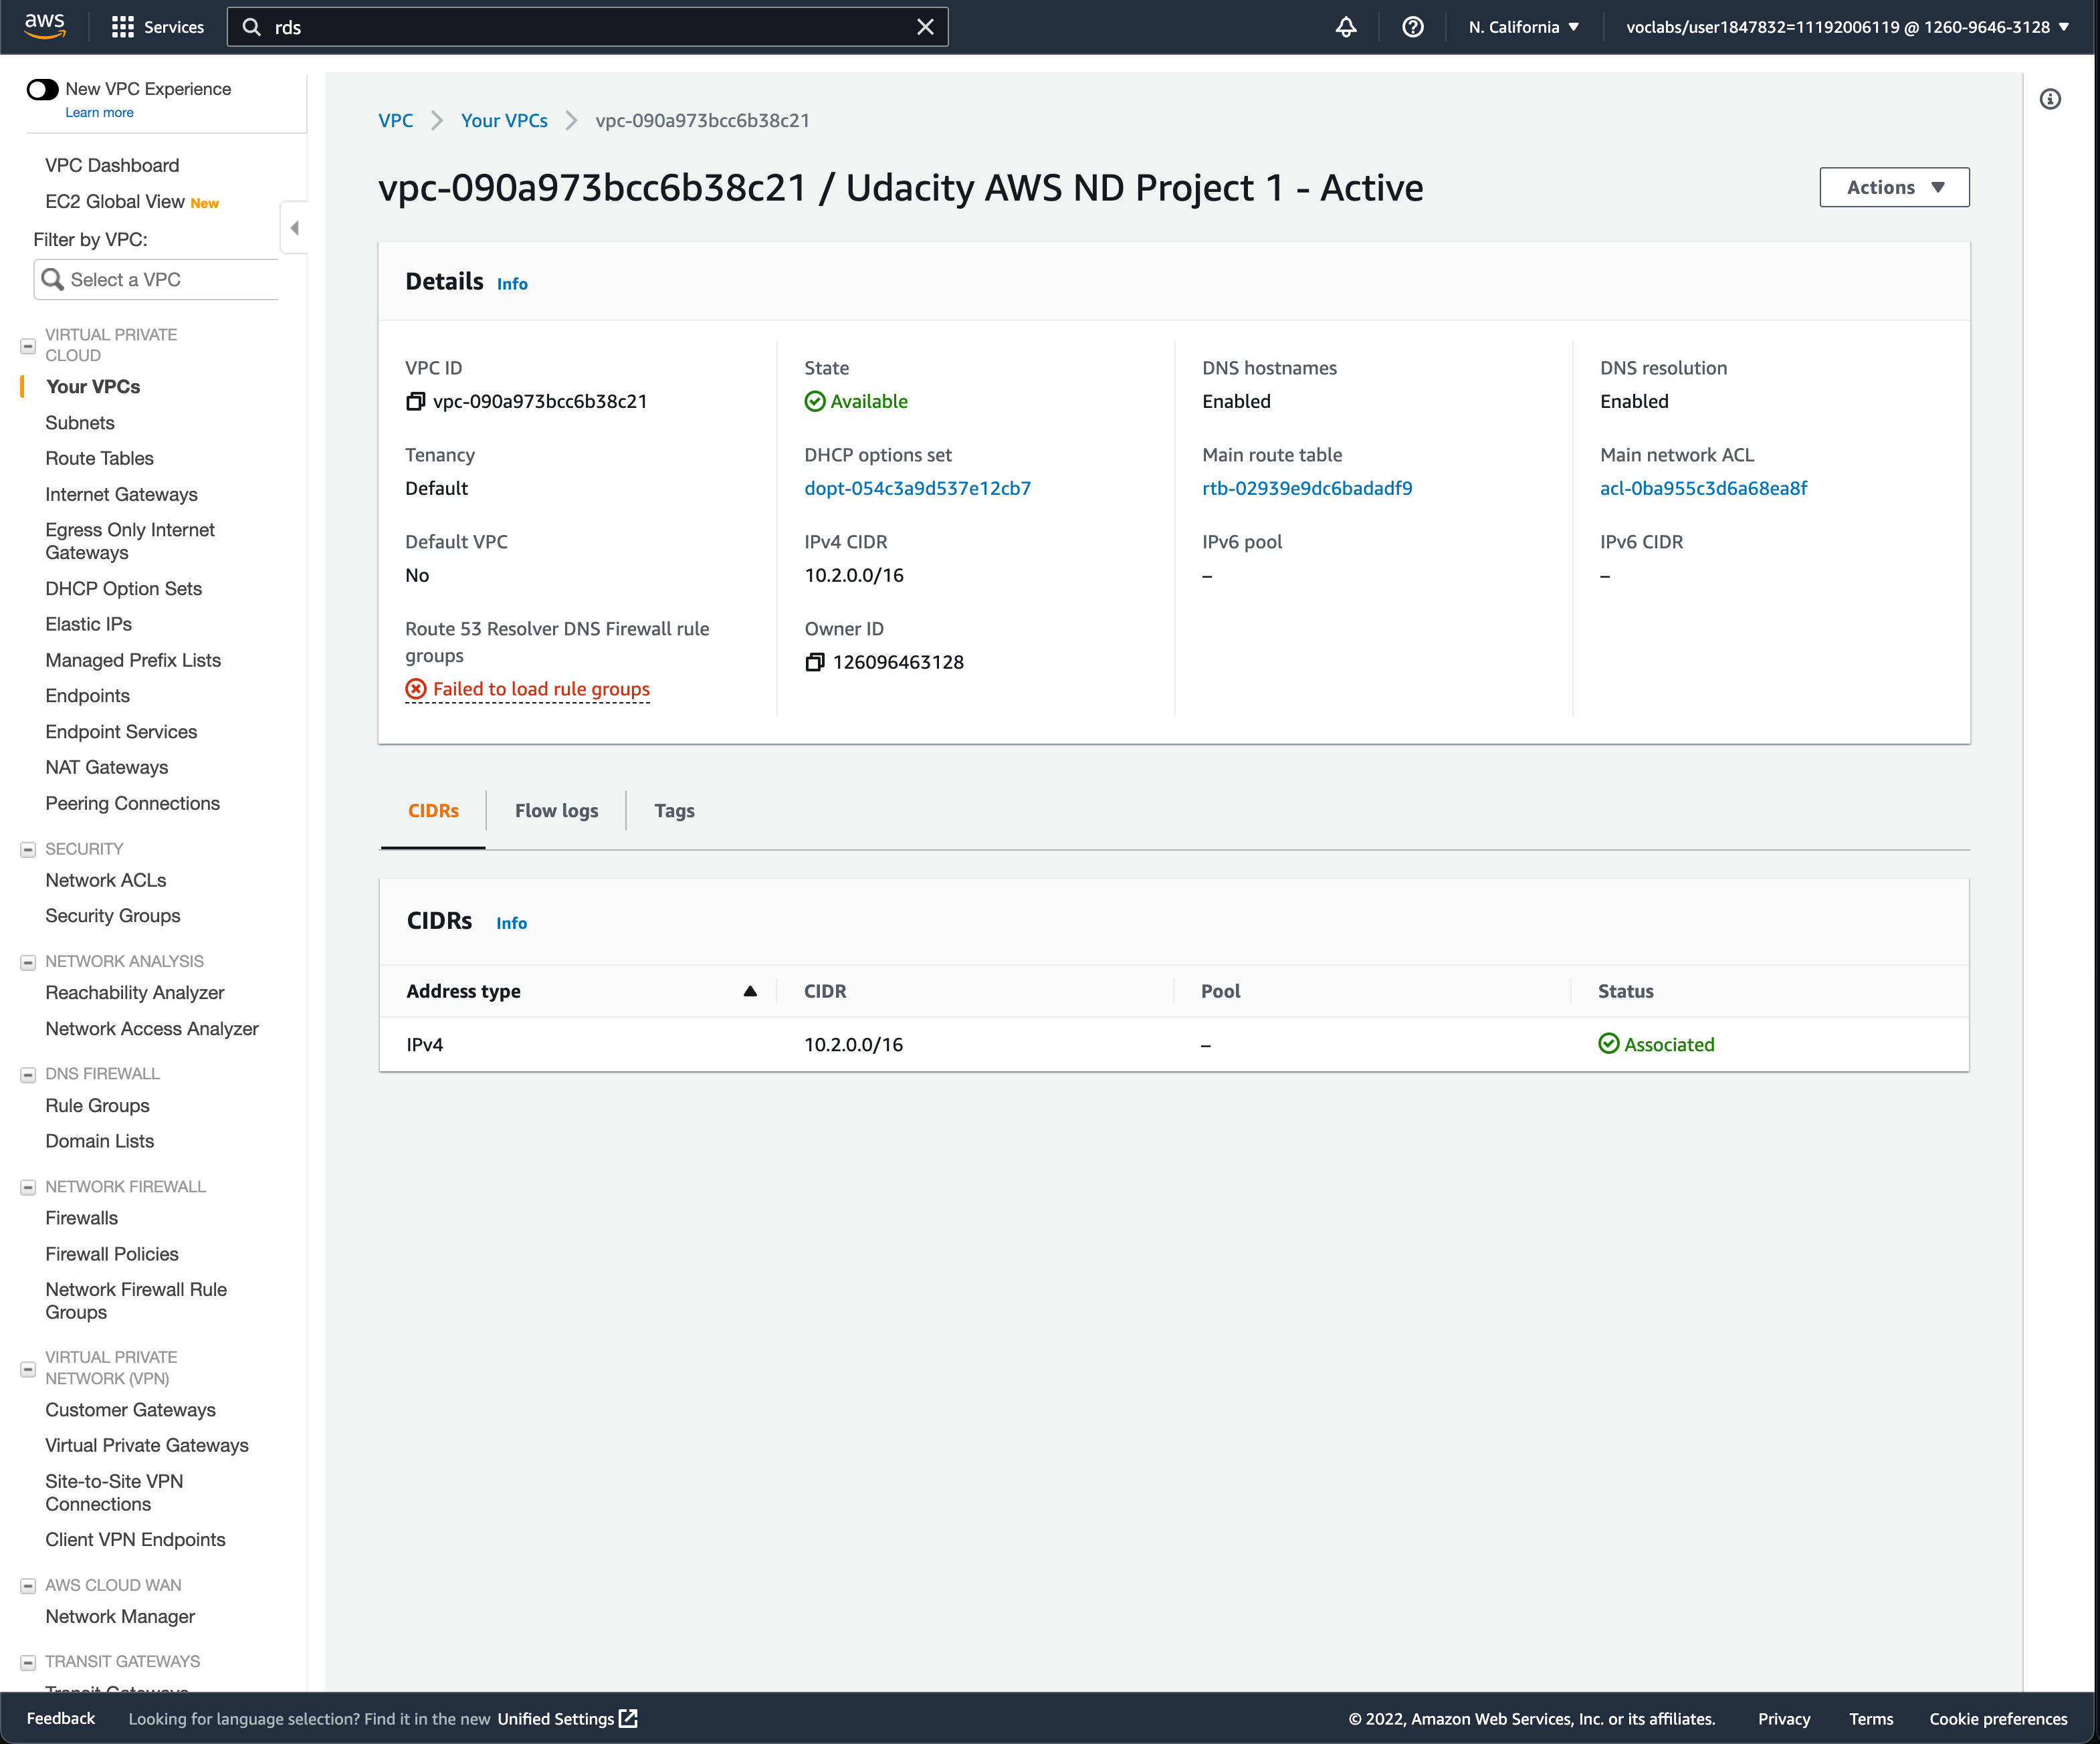 aws
Services
rds
N. California
voclabs/user1847832=11192006119 @ 1260-9646-3128
New VPC Experience
Learn more
VPC Dashboard
EC2 Global View New
Filter by VPC:
Select a VPC
VIRTUAL PRIVATE
CLOUD
Your VPCs
Subnets
Route Tables
Internet Gateways
Egress Only Internet
Gateways
DHCP Option Sets
Elastic IPs
Managed Prefix Lists
Endpoints
Endpoint Services
NAT Gateways
Peering Connections
SECURITY
Network ACLs
Security Groups
NETWORK ANALYSIS
Reachability Analyzer
Network Access Analyzer
DNS FIREWALL
Rule Groups
Domain Lists
NETWORK FIREWALL
Firewalls
Firewall Policies
Network Firewall Rule
Groups
VIRTUAL PRIVATE
NETWORK (VPN)
Customer Gateways
Virtual Private Gateways
Site-to-Site VPN
Connections
Client VPN Endpoints
AWS CLOUD WAN
Network Manager
TRANSIT GATEWAYS
Transit Gateways
VPC > Your VPCs > vpc-090a973bcc6b38c21
vpc-090a973bcc6b38c21 / Udacity AWS ND Project 1 - Active
Actions
Details Info
VPC ID
vpc-090a973bcc6b38c21
State
Available
DNS hostnames
Enabled
DNS resolution
Enabled
Tenancy
Default
DHCP options set
dopt-054c3a9d537e12cb7
Main route table
rtb-02939e9dc6badadf9
Main network ACL
acl-0ba955c3d6a68ea8f
Default VPC
No
IPv4 CIDR
10.2.0.0/16
IPv6 pool
–
IPv6 CIDR
–
Route 53 Resolver DNS Firewall rule
groups
Failed to load rule groups
Owner ID
126096463128
CIDRs
Flow logs
Tags
CIDRs Info
Address type CIDR Pool Status
IPv4 10.2.0.0/16 – Associated
Feedback
Looking for language selection? Find it in the new Unified Settings
© 2022, Amazon Web Services, Inc. or its affiliates.
Privacy
Terms
Cookie preferences